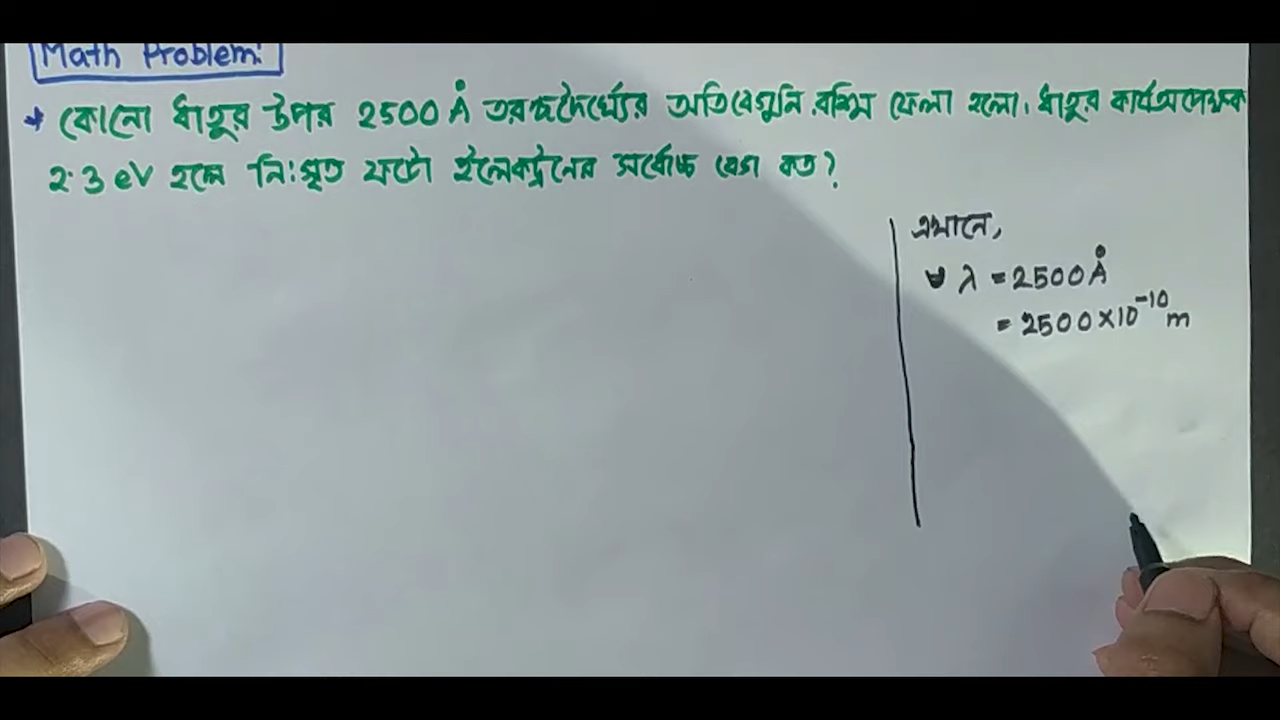 Math Problem:
* কোনো ধাতুর উপর 2500 Å তরঙ্গদৈর্ঘ্যের অতিবেগুনি রশ্মি ফেলা হলো। ধাতুর কার্যঅপেক্ষক
2.3 eV হলে নিঃসৃত ফটো ইলেকট্রনের সর্বোচ্চ বেগ কত?
এখানে,
λ = 2500 Å
= 2500×10⁻¹⁰ m